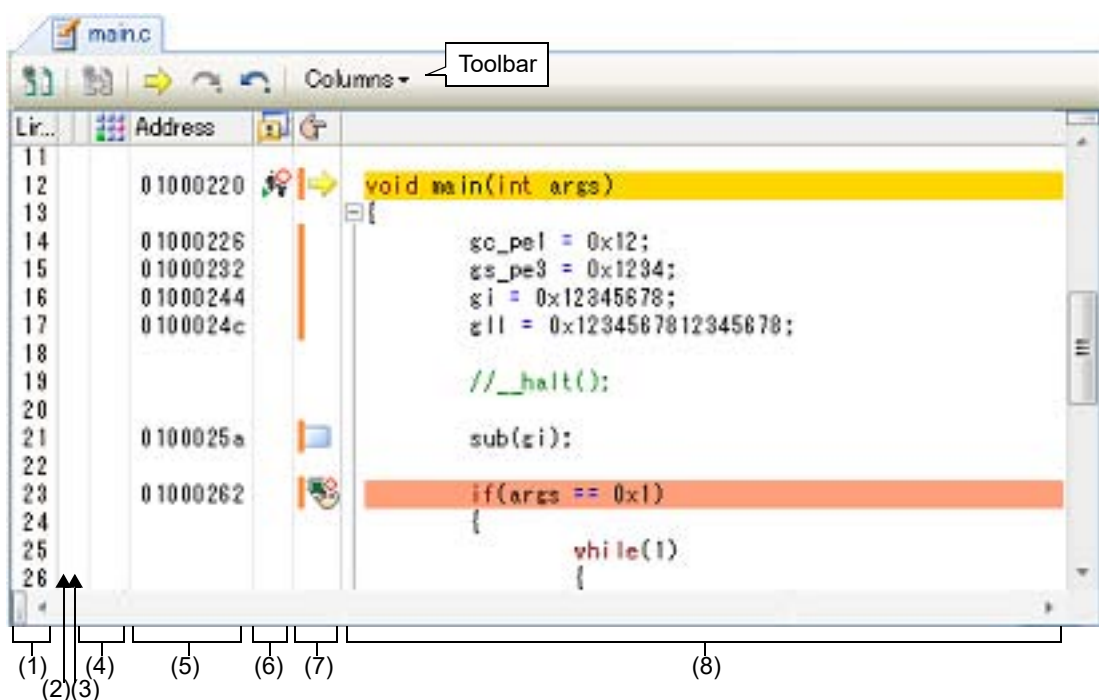 main.c
Columns
Toolbar
Lir... Address
11
12 01000220 void main(int args)
13 {
14 01000226 gc_pe1 = 0x12;
15 01000232 gs_pe3 = 0x1234;
16 01000244 gi = 0x12345678;
17 0100024c gll = 0x1234567812345678;
18
19 //__halt();
20
21 0100025a sub(gi);
22
23 01000262 if(args == 0x1)
24 {
25 while(1)
26 {
(1) (4) (5) (6) (7) (8)
(2)(3)